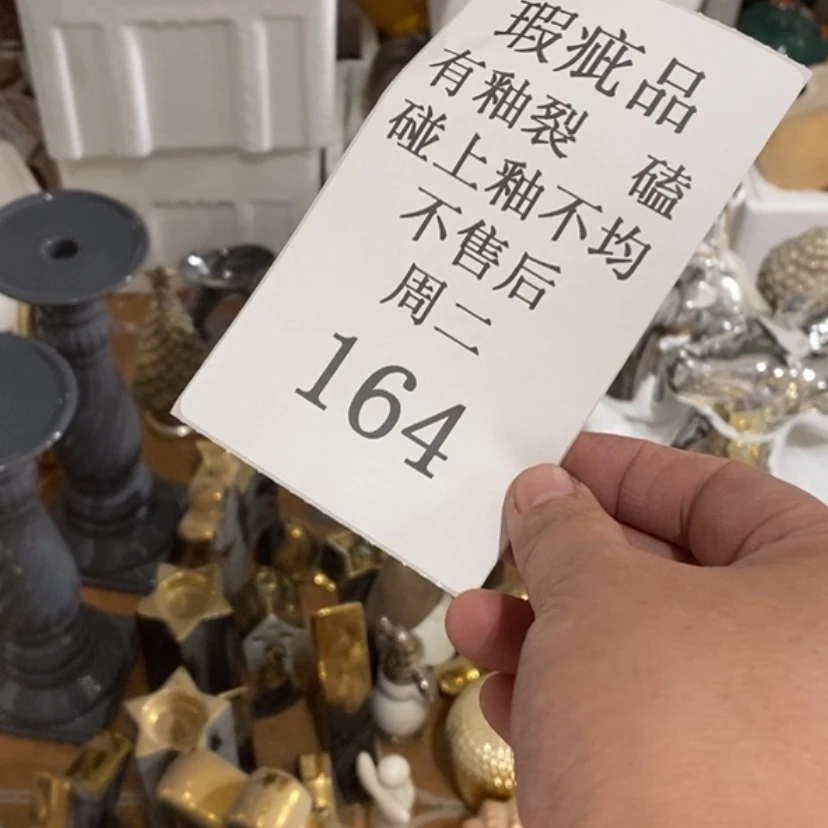 瑕疵品
有釉裂 磕
碰上釉不均
不售后
周二
164